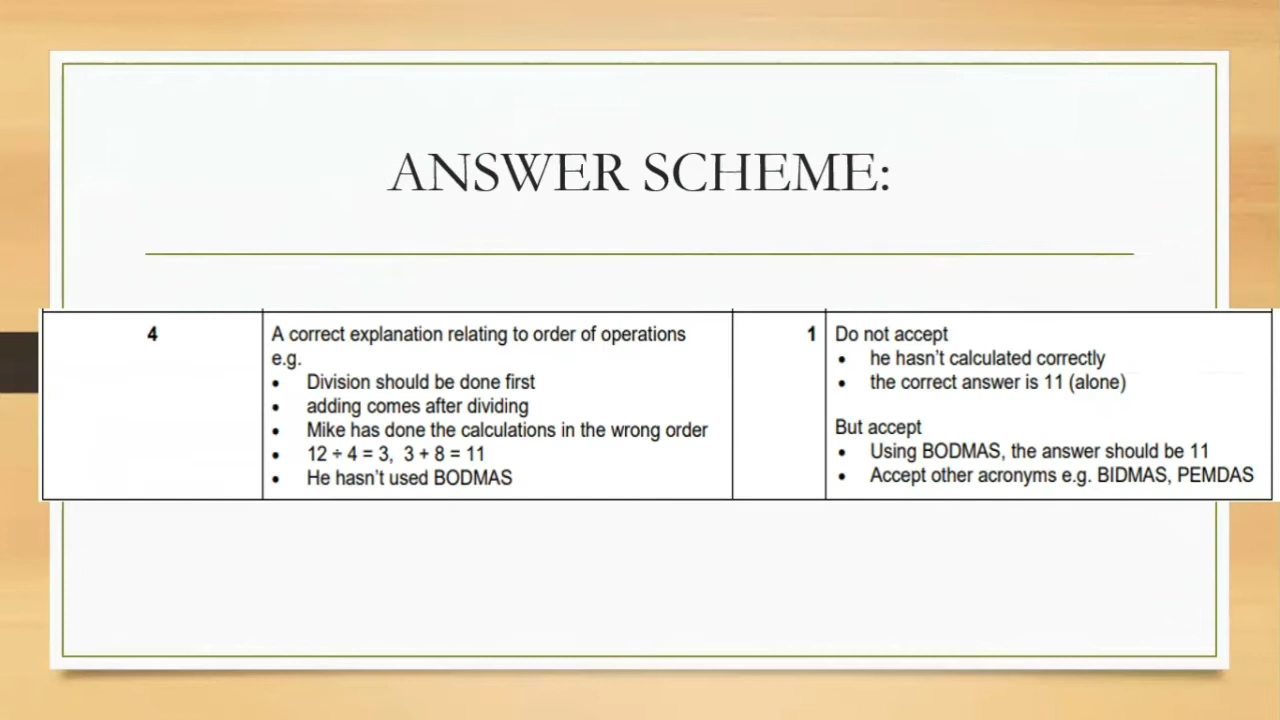 ANSWER SCHEME:
4
A correct explanation relating to order of operations
e.g.
• Division should be done first
• adding comes after dividing
• Mike has done the calculations in the wrong order
• 12 ÷ 4 = 3, 3 + 8 = 11
• He hasn't used BODMAS
1
Do not accept
• he hasn't calculated correctly
• the correct answer is 11 (alone)
But accept
• Using BODMAS, the answer should be 11
• Accept other acronyms e.g. BIDMAS, PEMDAS